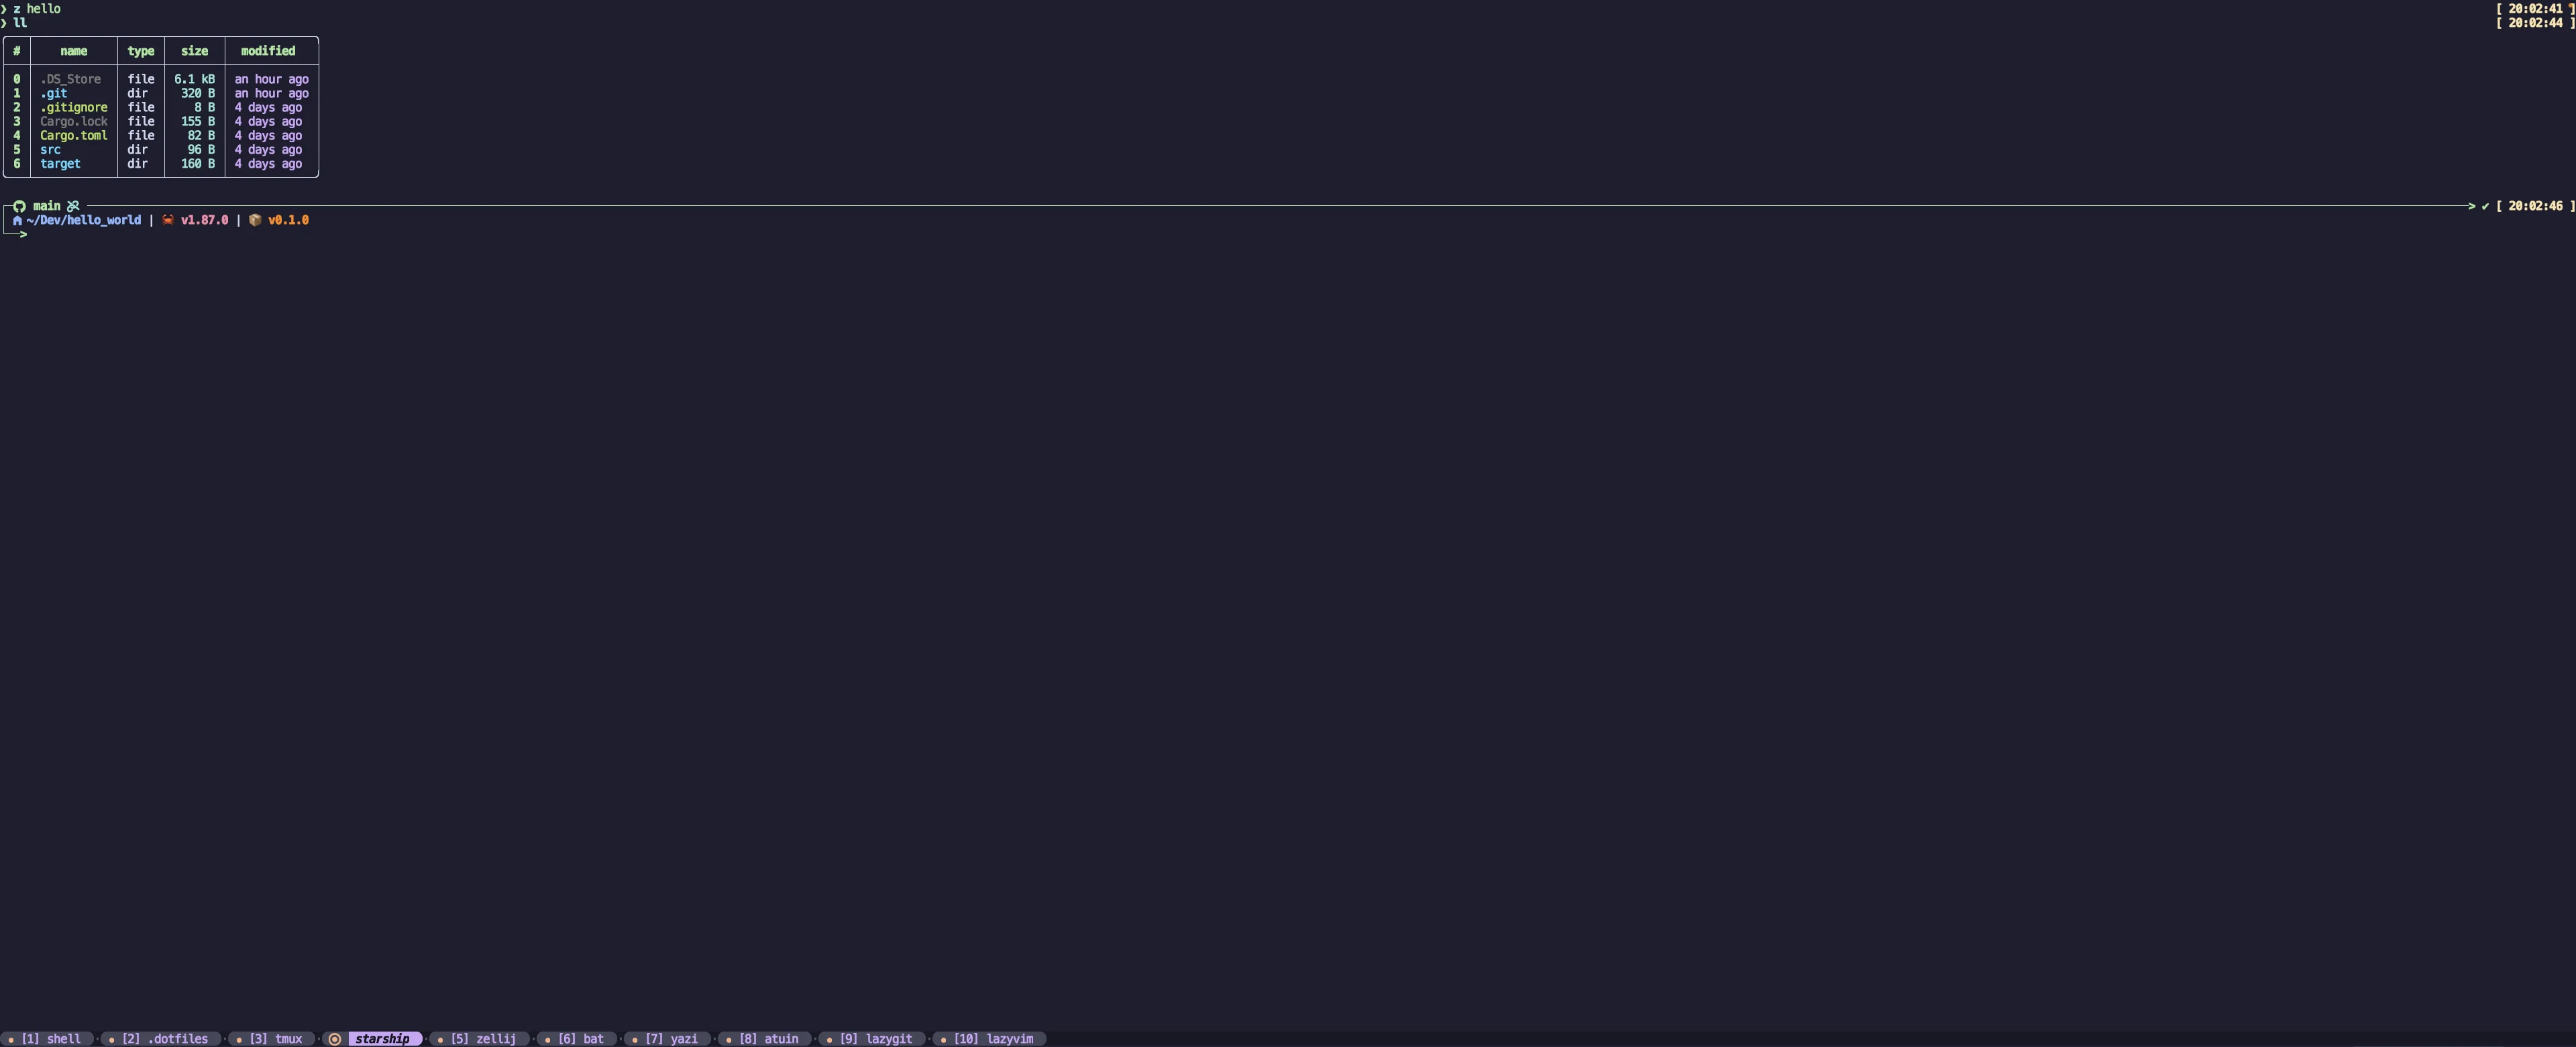 ❯ z hello [ 20:02:41 ]
❯ ll [ 20:02:44 ]
# name type size modified
0 .DS_Store file 6.1 kB an hour ago
1 .git dir 320 B an hour ago
2 .gitignore file 8 B 4 days ago
3 Cargo.lock file 155 B 4 days ago
4 Cargo.toml file 82 B 4 days ago
5 src dir 96 B 4 days ago
6 target dir 160 B 4 days ago
main > ✔ [ 20:02:46 ]
~/Dev/hello_world | 🦀 v1.87.0 | 📦 v0.1.0
>
● [1] shell ● [2] .dotfiles ● [3] tmux starship ● [5] zellij ● [6] bat ● [7] yazi ● [8] atuin ● [9] lazygit ● [10] lazyvim